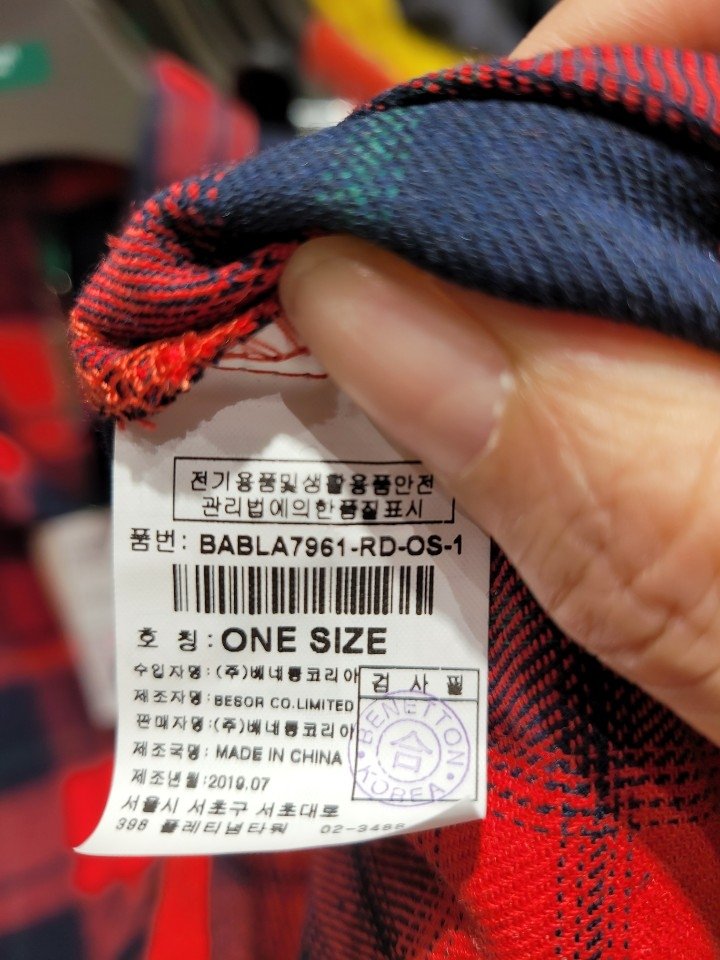 전기용품및생활용품안전
관리법에의한품질표시
품번: BABLA7961-RD-OS-1
호 칭 : ONE SIZE
수입자명 : (주)베네통코리아
제조자명 : BESOR CO.LIMITED
판매자명 : (주)베네통코리아
제조국명 : MADE IN CHINA
제조년월 : 2019.07
서울시 서초구 서초대로
398 플래티넘타워 02-3486
검 사 필
BENETTON
合
KOREA